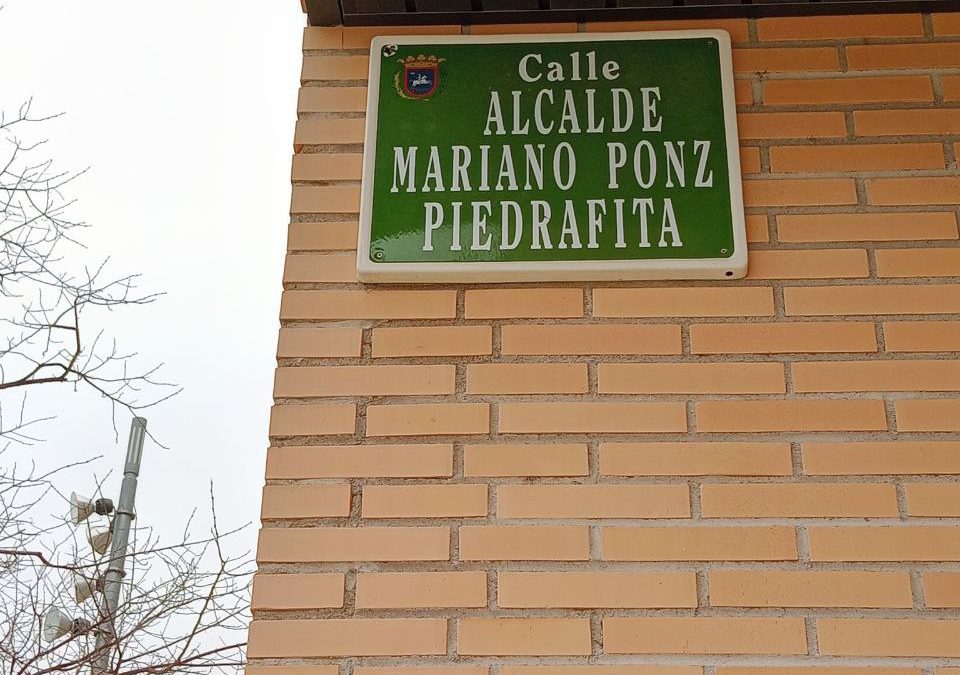 Calle
ALCALDE
MARIANO PONZ
PIEDRAFITA